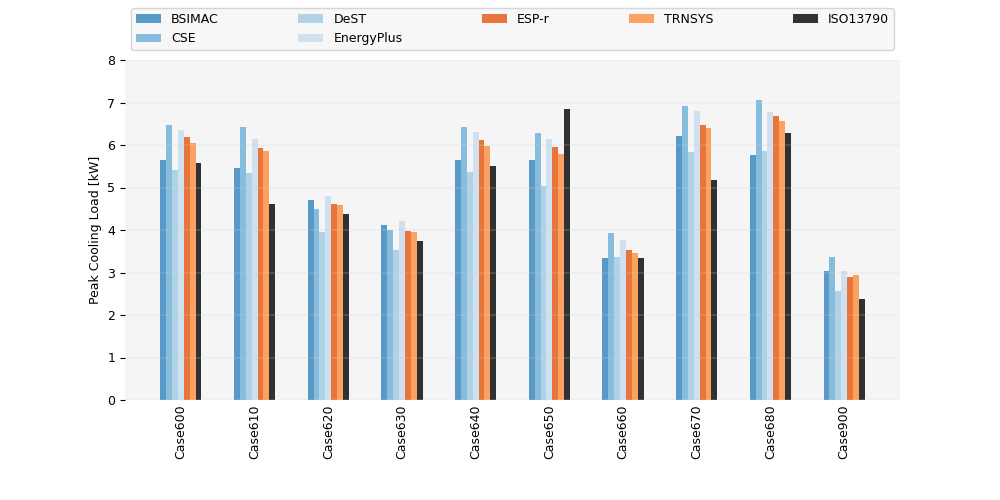 BSIMAC DeST ESP-r TRNSYS ISO13790
CSE EnergyPlus
Peak Cooling Load [kW]
8
7
6
5
4
3
2
1
0
Case600 Case610 Case620 Case630 Case640 Case650 Case660 Case670 Case680 Case900